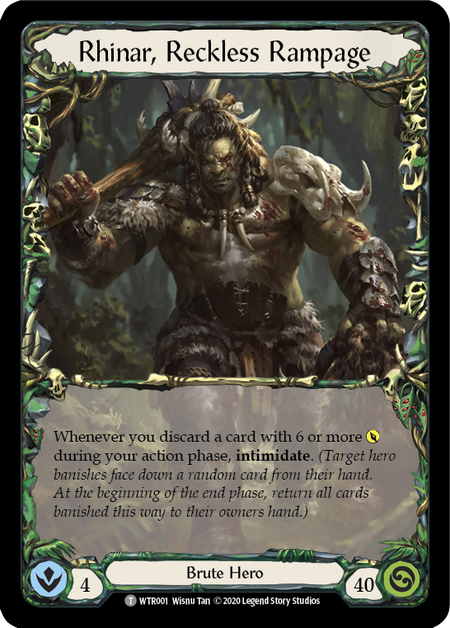 Rhinar, Reckless Rampage
Whenever you discard a card with 6 or more
during your action phase, intimidate. (Target hero
banishes face down a random card from their hand.
At the beginning of the end phase, return all cards
banished this way to their owners hand.)
4
Brute Hero
40
T WTR001 Wisnu Tan © 2020 Legend Story Studios